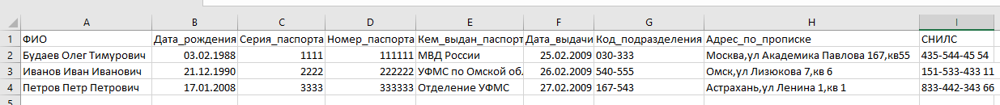 A B C D E F G H I
1 ФИО Дата_рождения Серия_паспорта Номер_паспорта Кем_выдан_паспорт Дата_выдачи Код_подразделения Адрес_по_прописке СНИЛС
2 Будаев Олег Тимурович 03.02.1988 1111 111111 МВД России 25.02.2009 030-333 Москва,ул Академика Павлова 167,кв55 435-544-45 54
3 Иванов Иван Иванович 21.12.1990 2222 222222 УФМС по Омской обл 26.02.2009 540-555 Омск,ул Лизюкова 7,кв 6 151-533-433 11
4 Петров Петр Петрович 17.01.2008 3333 333333 Отделение УФМС 27.02.2009 167-543 Астрахань,ул Ленина 1,кв 1 833-442-343 66